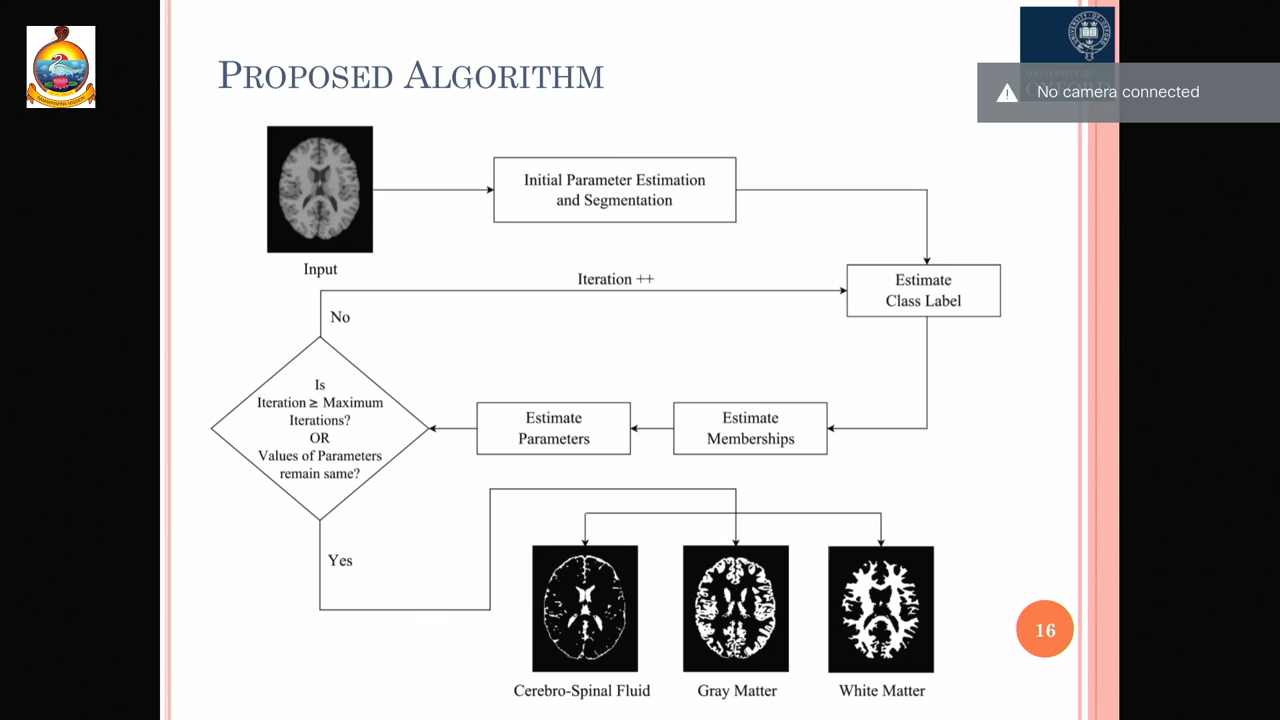 PROPOSED ALGORITHM
No camera connected
Initial Parameter Estimation
and Segmentation
Input
Iteration ++
Estimate
Class Label
No
Is
Iteration ≥ Maximum
Iterations?
OR
Values of Parameters
remain same?
Estimate
Parameters
Estimate
Memberships
Yes
16
Cerebro-Spinal Fluid
Gray Matter
White Matter